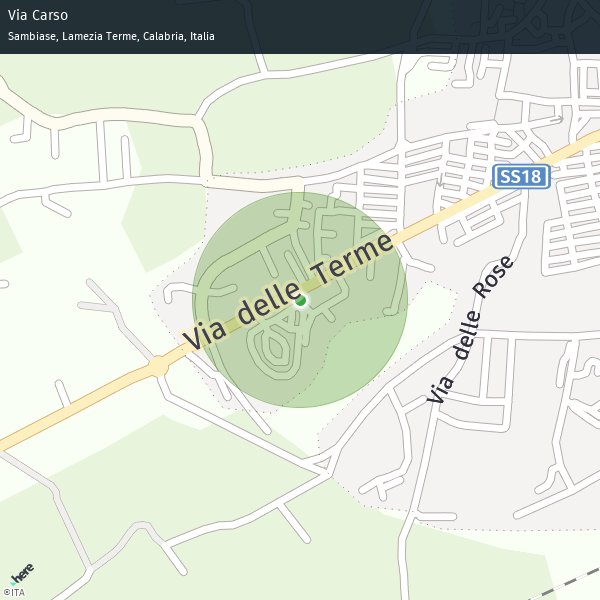 Via Carso
Sambiase, Lamezia Terme, Calabria, Italia
SS18
Via delle Terme
Via delle Rose
here
©ITA